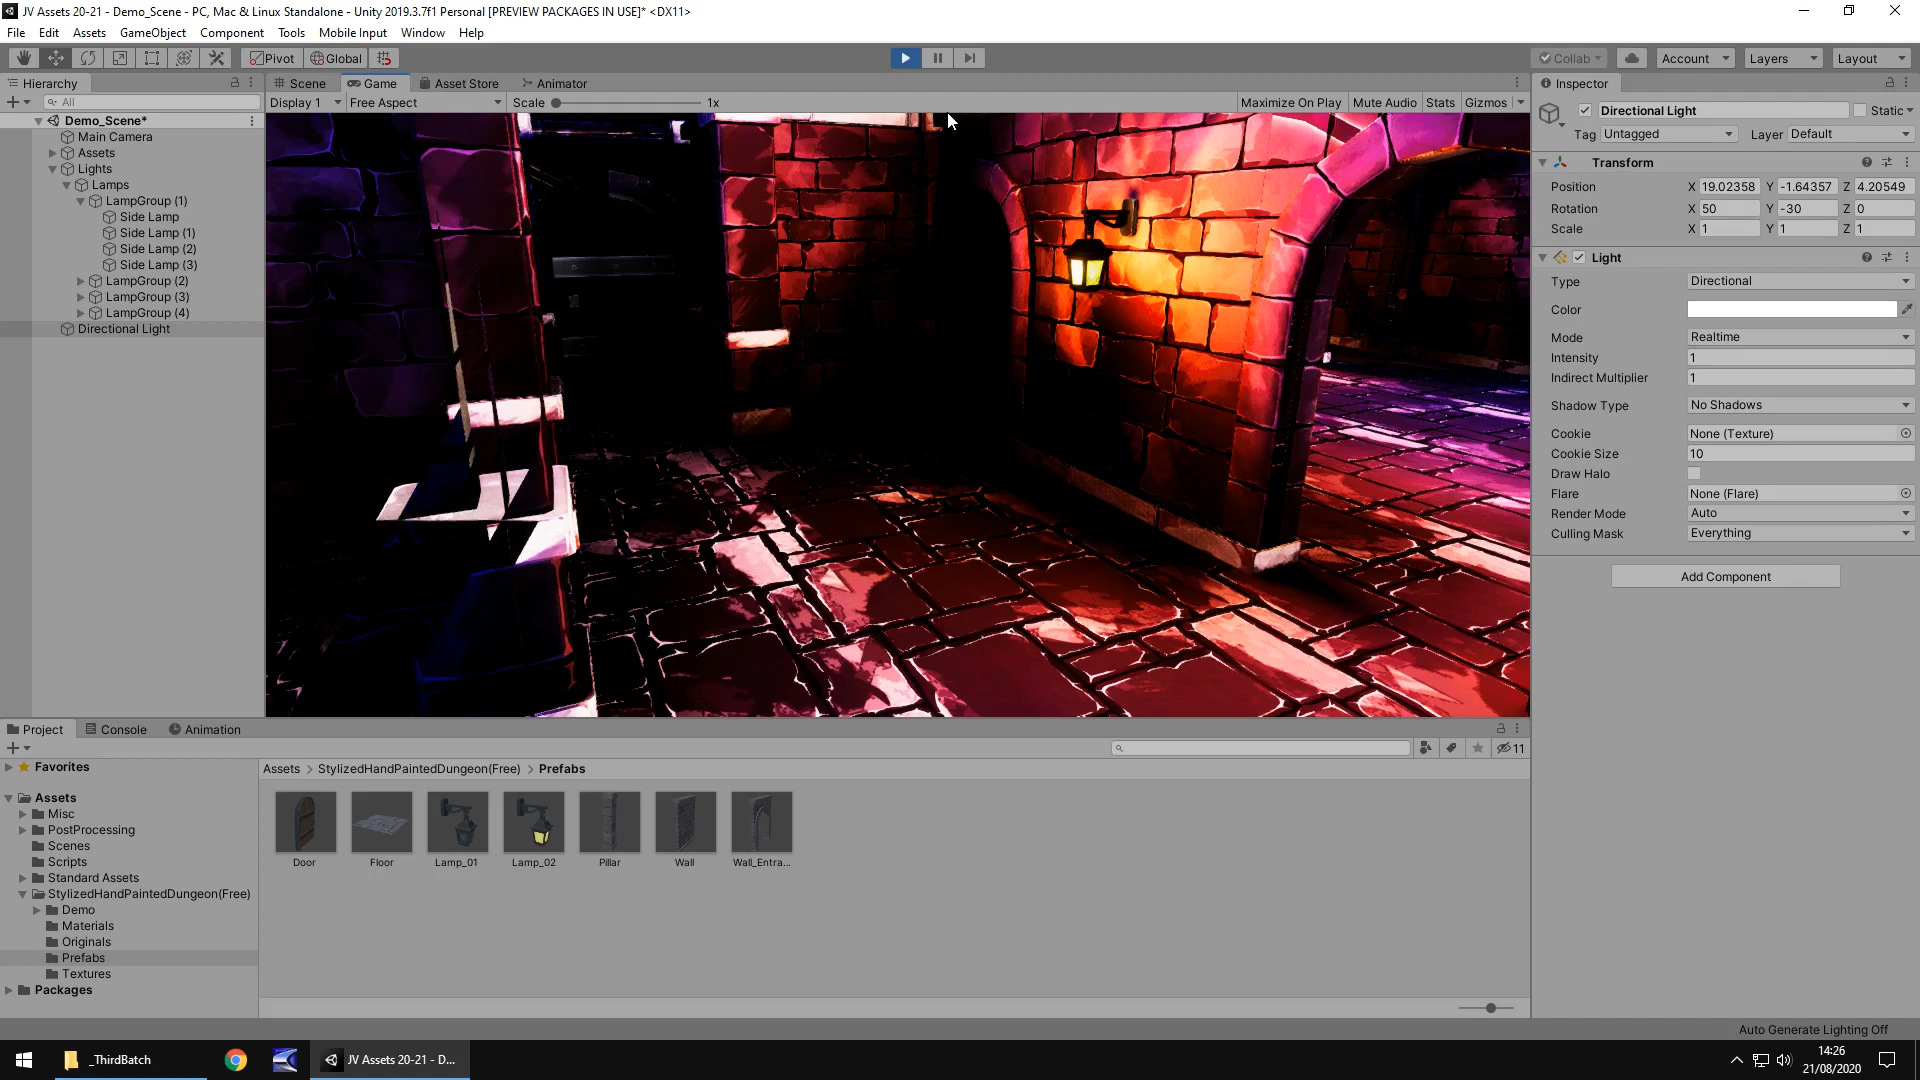 JV Assets 20-21 - Demo_Scene - PC, Mac & Linux Standalone - Unity 2019.3.7f1 Personal [PREVIEW PACKAGES IN USE]* <DX11>
File Edit Assets GameObject Component Tools Mobile Input Window Help
Pivot Global Collab Account Layers Layout
Hierarchy Scene Game Asset Store Animator Inspector
All Display 1 Free Aspect Scale 1x Maximize On Play Mute Audio Stats Gizmos
Demo_Scene*
Main Camera
Assets
Lights
Lamps
LampGroup (1)
Side Lamp
Side Lamp (1)
Side Lamp (2)
Side Lamp (3)
LampGroup (2)
LampGroup (3)
LampGroup (4)
Directional Light
Directional Light Static
Tag Untagged Layer Default
Transform
Position X 19.02358 Y -1.64357 Z 4.20549
Rotation X 50 Y -30 Z 0
Scale X 1 Y 1 Z 1
Light
Type Directional
Color
Mode Realtime
Intensity 1
Indirect Multiplier 1
Shadow Type No Shadows
Cookie None (Texture)
Cookie Size 10
Draw Halo
Flare None (Flare)
Render Mode Auto
Culling Mask Everything
Add Component
Project Console Animation
11
Favorites
Assets
Misc
PostProcessing
Scenes
Scripts
Standard Assets
StylizedHandPaintedDungeon(Free)
Demo
Materials
Originals
Prefabs
Textures
Packages
Assets > StylizedHandPaintedDungeon(Free) > Prefabs
Door Floor Lamp_01 Lamp_02 Pillar Wall Wall_Entra...
Auto Generate Lighting Off
_ThirdBatch JV Assets 20-21 - D...
14:26
21/08/2020